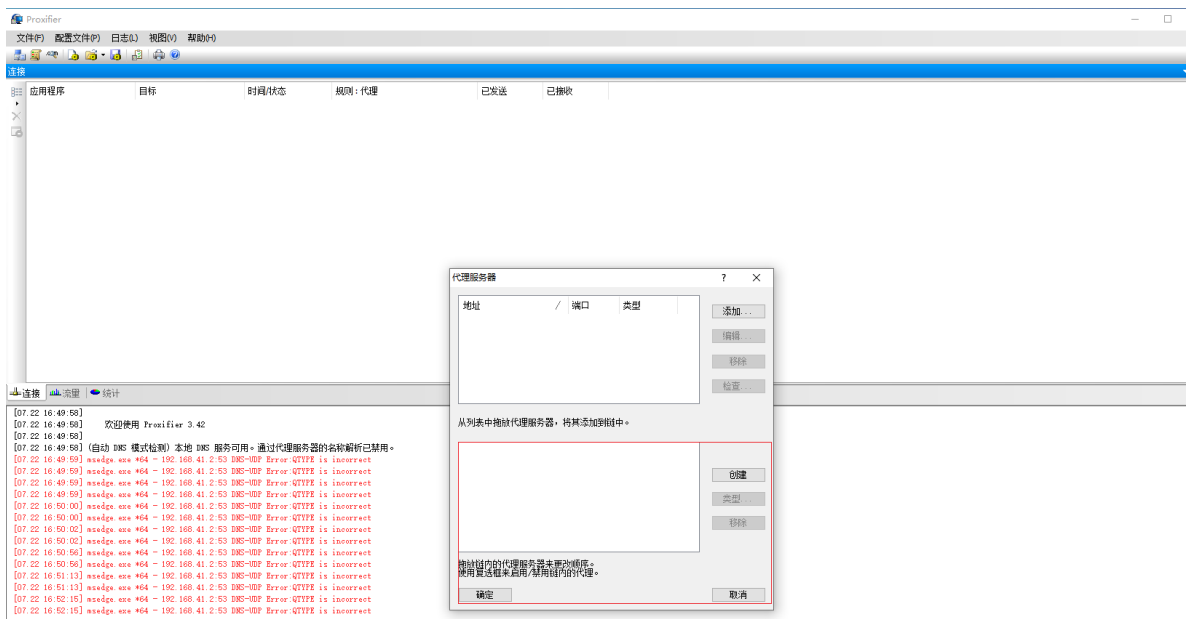 Proxifier
文件(F) 配置文件(P) 日志(L) 视图(V) 帮助(H)
连接
应用程序 目标 时间/状态 规则：代理 已发送 已接收
代理服务器 ?
地址 / 端口 类型
添加...
编辑...
移除
检查...
从列表中拖放代理服务器，将其添加到链中。
创建
类型...
移除
拖放链内的代理服务器来更改顺序。
使用复选框来启用/禁用链内的代理。
确定 取消
连接 流量 统计
[07.22 16:49:58]
[07.22 16:49:58] 欢迎使用 Proxifier 3.42
[07.22 16:49:58]
[07.22 16:49:58] (自动 DNS 模式检测) 本地 DNS 服务可用。通过代理服务器的名称解析已禁用。
[07.22 16:49:59] msedge.exe *64 - 192.168.41.2:53 DNS-UDP Error:QTYPE is incorrect
[07.22 16:49:59] msedge.exe *64 - 192.168.41.2:53 DNS-UDP Error:QTYPE is incorrect
[07.22 16:49:59] msedge.exe *64 - 192.168.41.2:53 DNS-UDP Error:QTYPE is incorrect
[07.22 16:49:59] msedge.exe *64 - 192.168.41.2:53 DNS-UDP Error:QTYPE is incorrect
[07.22 16:50:00] msedge.exe *64 - 192.168.41.2:53 DNS-UDP Error:QTYPE is incorrect
[07.22 16:50:00] msedge.exe *64 - 192.168.41.2:53 DNS-UDP Error:QTYPE is incorrect
[07.22 16:50:02] msedge.exe *64 - 192.168.41.2:53 DNS-UDP Error:QTYPE is incorrect
[07.22 16:50:02] msedge.exe *64 - 192.168.41.2:53 DNS-UDP Error:QTYPE is incorrect
[07.22 16:50:56] msedge.exe *64 - 192.168.41.2:53 DNS-UDP Error:QTYPE is incorrect
[07.22 16:50:56] msedge.exe *64 - 192.168.41.2:53 DNS-UDP Error:QTYPE is incorrect
[07.22 16:51:13] msedge.exe *64 - 192.168.41.2:53 DNS-UDP Error:QTYPE is incorrect
[07.22 16:51:13] msedge.exe *64 - 192.168.41.2:53 DNS-UDP Error:QTYPE is incorrect
[07.22 16:52:15] msedge.exe *64 - 192.168.41.2:53 DNS-UDP Error:QTYPE is incorrect
[07.22 16:52:15] msedge.exe *64 - 192.168.41.2:53 DNS-UDP Error:QTYPE is incorrect